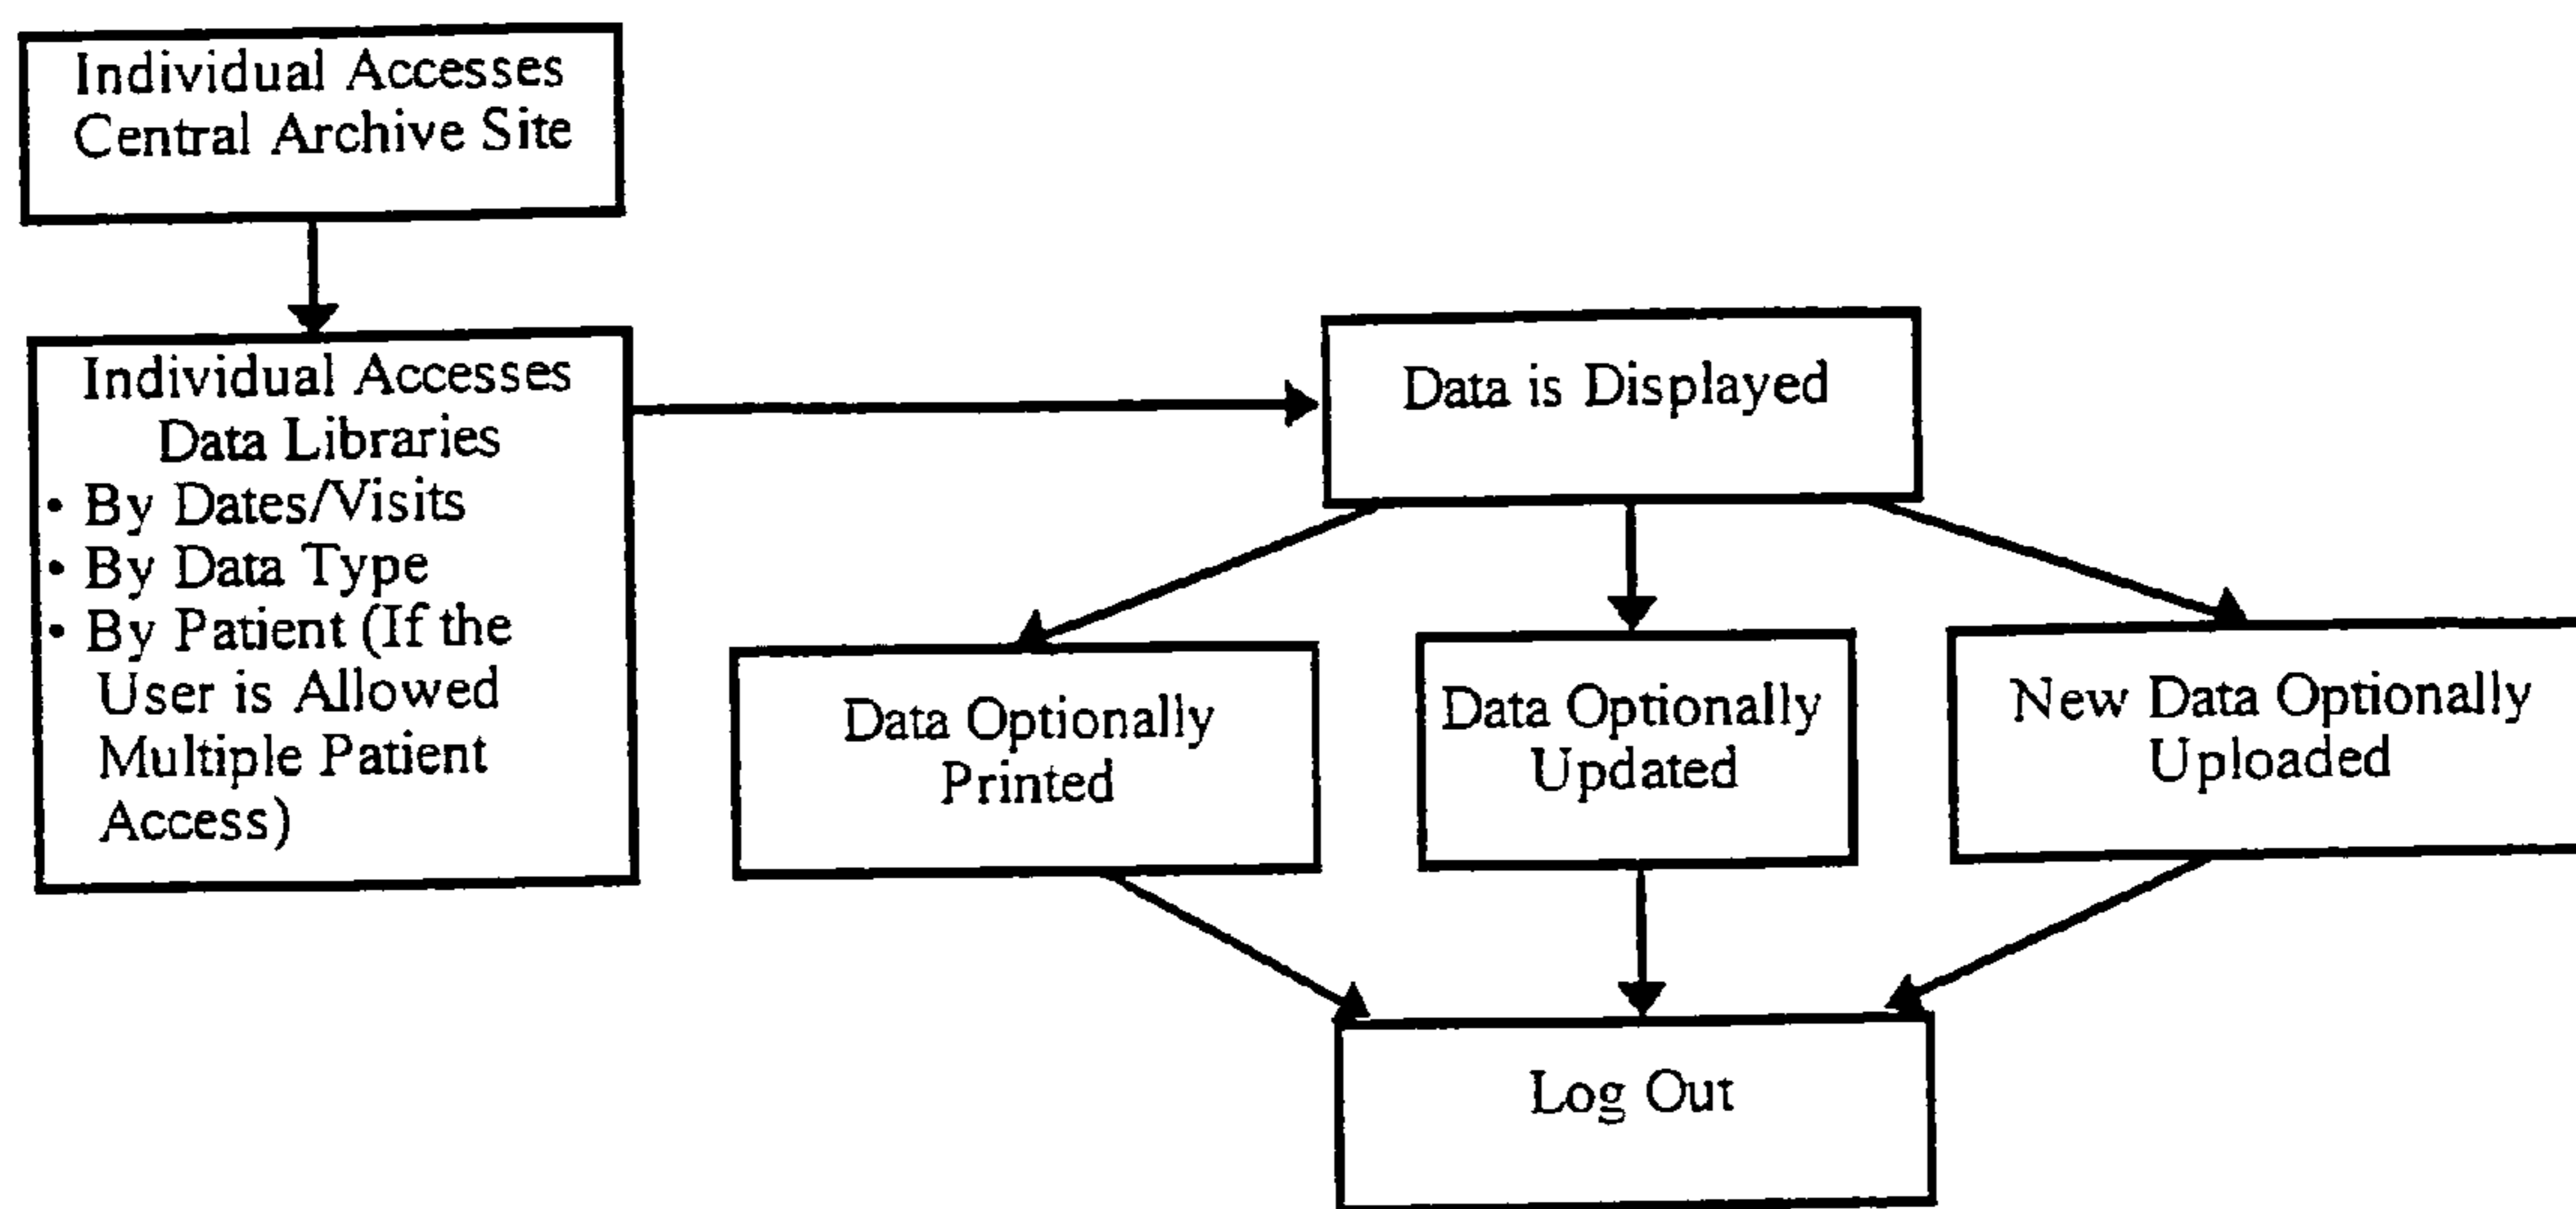 Individual Accesses
Central Archive Site
Individual Accesses
Data Libraries
• By Dates/Visits
• By Data Type
• By Patient (If the
User is Allowed
Multiple Patient
Access)
Data is Displayed
Data Optionally
Printed
Data Optionally
Updated
New Data Optionally
Uploaded
Log Out